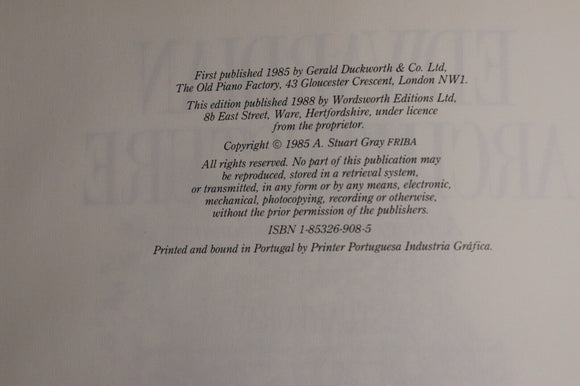 First published 1985 by Gerald Duckworth & Co. Ltd,
The Old Piano Factory, 43 Gloucester Crescent, London NW1.
This edition published 1988 by Wordsworth Editions Ltd,
8b East Street, Ware, Hertfordshire, under licence
from the proprietor.
Copyright © 1985 A. Stuart Gray FRIBA
All rights reserved. No part of this publication may
be reproduced, stored in a retrieval system,
or transmitted, in any form or by any means, electronic,
mechanical, photocopying, recording or otherwise,
without the prior permission of the publishers.
ISBN 1-85326-908-5
Printed and bound in Portugal by Printer Portuguesa Industria Gráfica.